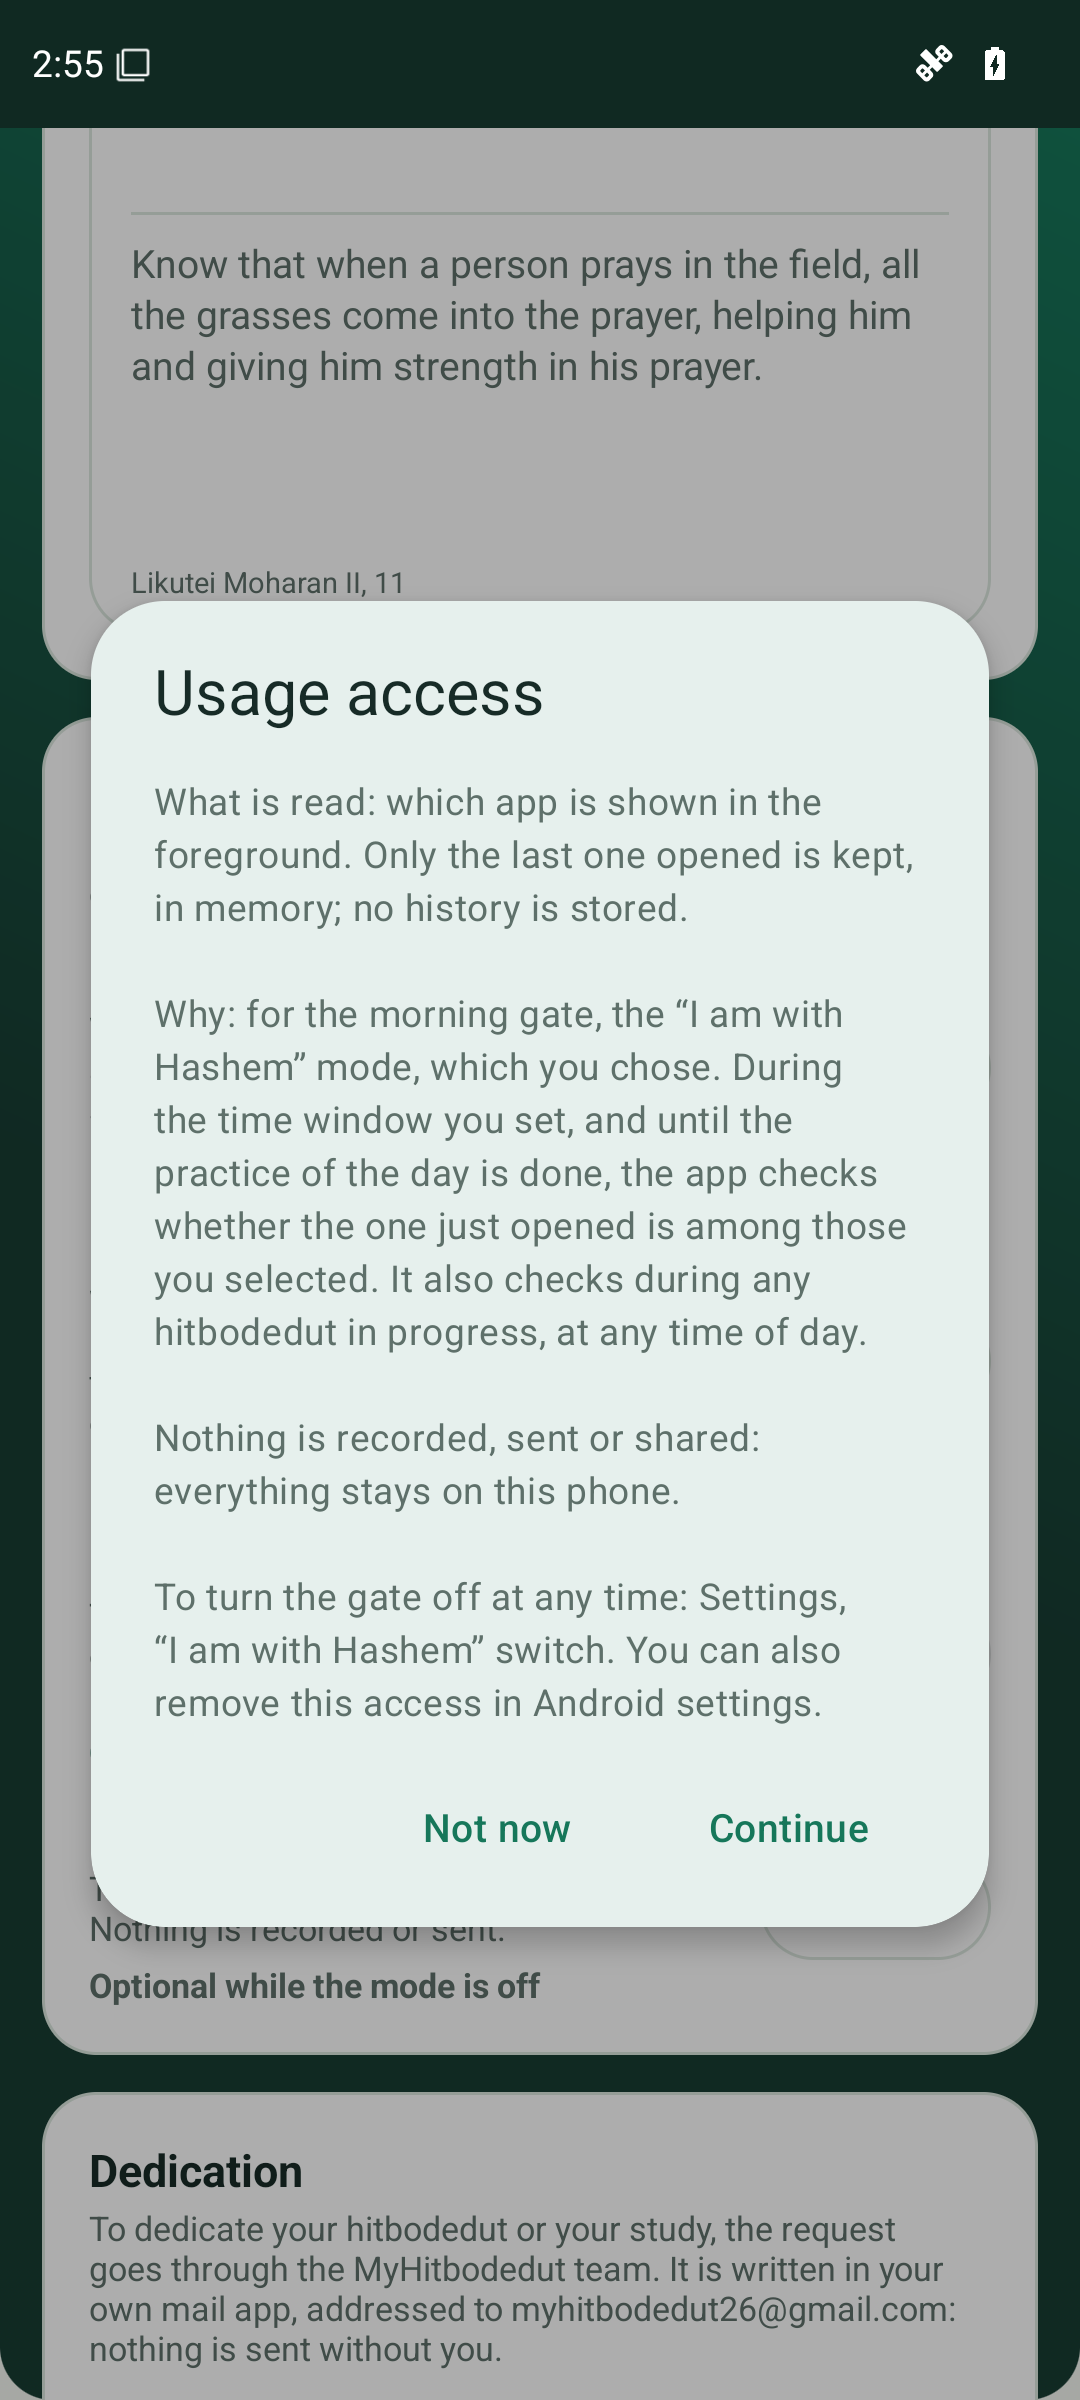 2:55
Know that when a person prays in the field, all
the grasses come into the prayer, helping him
and giving him strength in his prayer.
Likutei Moharan II, 11
Usage access
What is read: which app is shown in the
foreground. Only the last one opened is kept,
in memory; no history is stored.
Why: for the morning gate, the “I am with
Hashem” mode, which you chose. During
the time window you set, and until the
practice of the day is done, the app checks
whether the one just opened is among those
you selected. It also checks during any
hitbodedut in progress, at any time of day.
Nothing is recorded, sent or shared:
everything stays on this phone.
To turn the gate off at any time: Settings,
“I am with Hashem” switch. You can also
remove this access in Android settings.
Not now
Continue
Nothing is recorded or sent.
Optional while the mode is off
Dedication
To dedicate your hitbodedut or your study, the request
goes through the MyHitbodedut team. It is written in your
own mail app, addressed to myhitbodedut26@gmail.com:
nothing is sent without you.